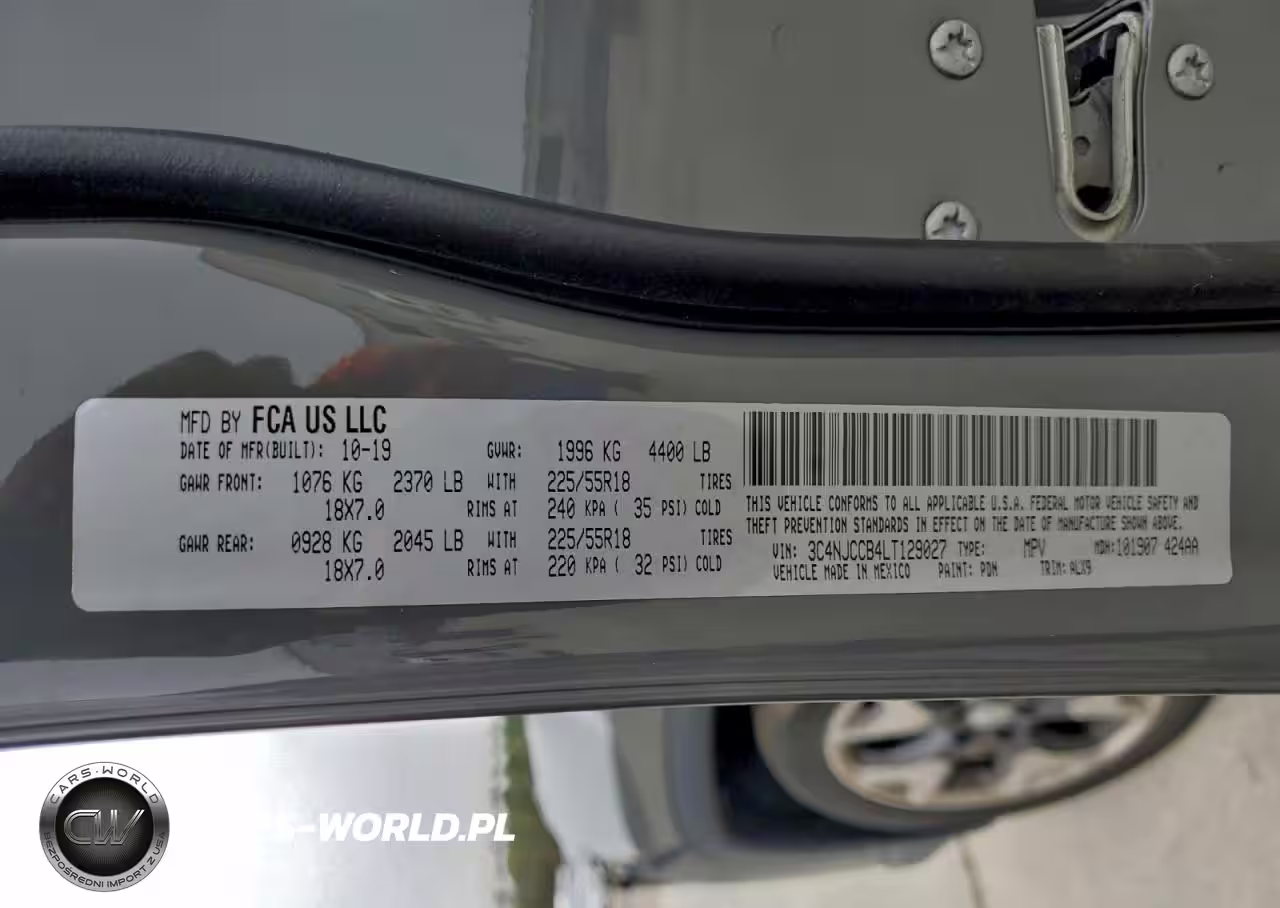 MFD BY FCA US LLC
DATE OF MFR(BUILT): 10-19 GVWR: 1996 KG 4400 LB
GAWR FRONT: 1076 KG 2370 LB WITH 225/55R18 TIRES
18X7.0 RIMS AT 240 KPA ( 35 PSI) COLD
GAWR REAR: 0928 KG 2045 LB WITH 225/55R18 TIRES
18X7.0 RIMS AT 220 KPA ( 32 PSI) COLD
THIS VEHICLE CONFORMS TO ALL APPLICABLE U.S.A. FEDERAL MOTOR VEHICLE SAFETY AND
THEFT PREVENTION STANDARDS IN EFFECT ON THE DATE OF MANUFACTURE SHOWN ABOVE.
VIN: 3C4NJCCB4LT129027 TYPE: MPV MDH:101907 424AA
VEHICLE MADE IN MEXICO PAINT: PDN TRIM: ALX9
CARS-WORLD
CW
BEZPOŚREDNI IMPORT Z USA
CARS-WORLD.PL